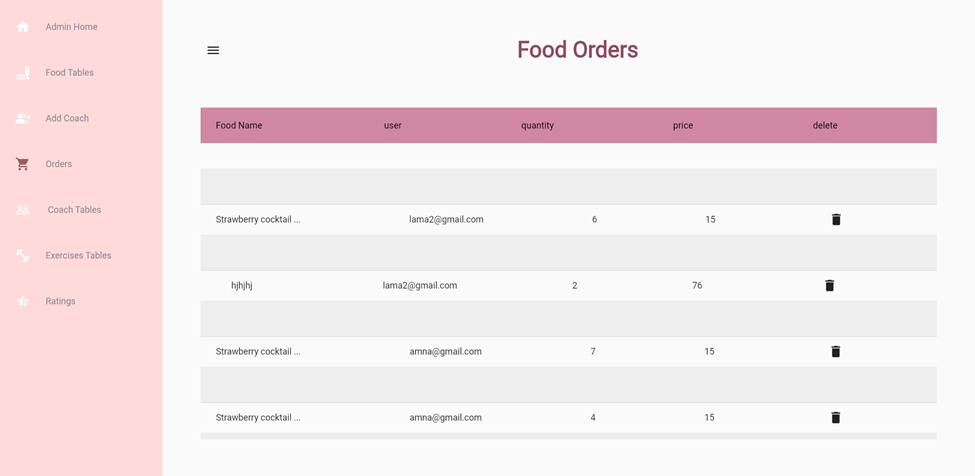 Admin Home
Food Tables
Add Coach
Orders
Coach Tables
Exercises Tables
Ratings
Food Orders
Food Name user quantity price delete
Strawberry cocktail ... lama2@gmail.com 6 15
hjhjhj lama2@gmail.com 2 76
Strawberry cocktail ... amna@gmail.com 7 15
Strawberry cocktail ... amna@gmail.com 4 15